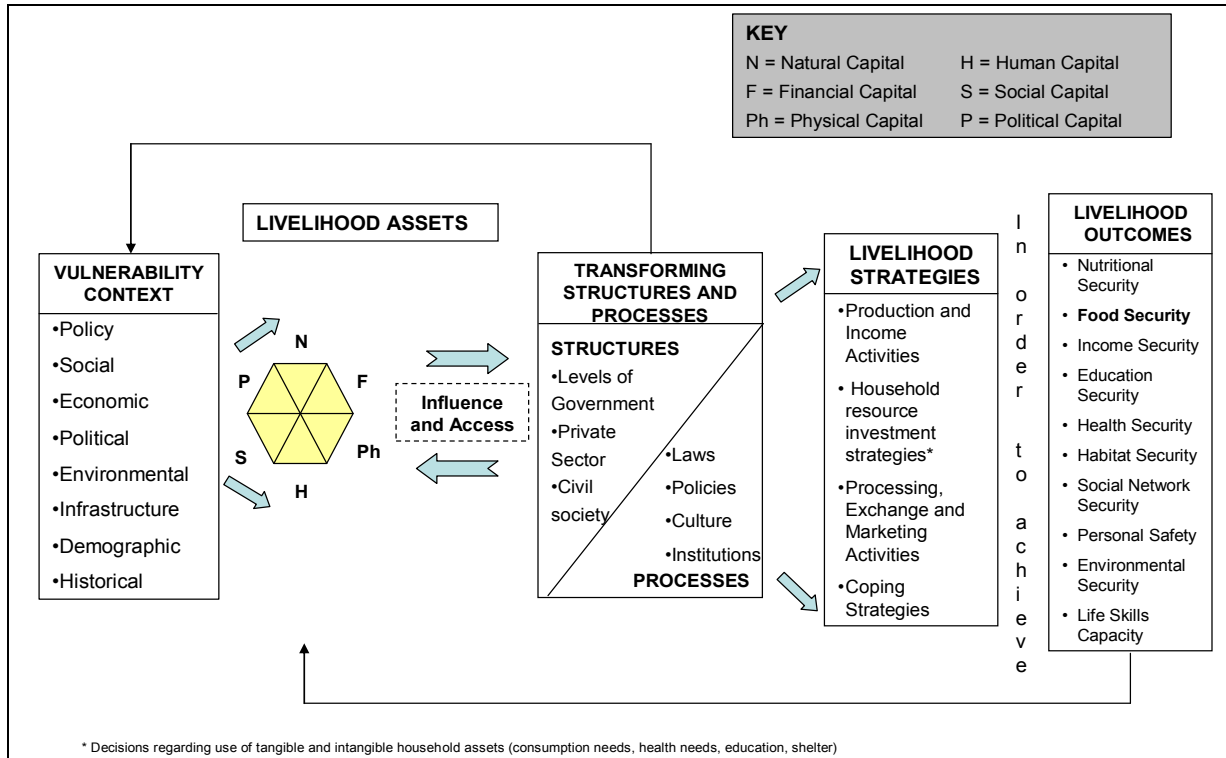 KEY
N = Natural Capital H = Human Capital
F = Financial Capital S = Social Capital
Ph = Physical Capital P = Political Capital
LIVELIHOOD ASSETS
VULNERABILITY
CONTEXT
•Policy
•Social
•Economic
•Political
•Environmental
•Infrastructure
•Demographic
•Historical
N
P
F
S
Ph
H
Influence
and Access
TRANSFORMING
STRUCTURES AND
PROCESSES
STRUCTURES
•Levels of
Government
•Private
Sector
•Civil
society
•Laws
•Policies
•Culture
•Institutions
PROCESSES
LIVELIHOOD
STRATEGIES
•Production and
Income
Activities
• Household
resource
investment
strategies*
•Processing,
Exchange and
Marketing
Activities
•Coping
Strategies
In order to achieve
LIVELIHOOD
OUTCOMES
• Nutritional
Security
• Food Security
• Income Security
• Education
Security
• Health Security
• Habitat Security
• Social Network
Security
• Personal Safety
• Environmental
Security
• Life Skills
Capacity
* Decisions regarding use of tangible and intangible household assets (consumption needs, health needs, education, shelter)